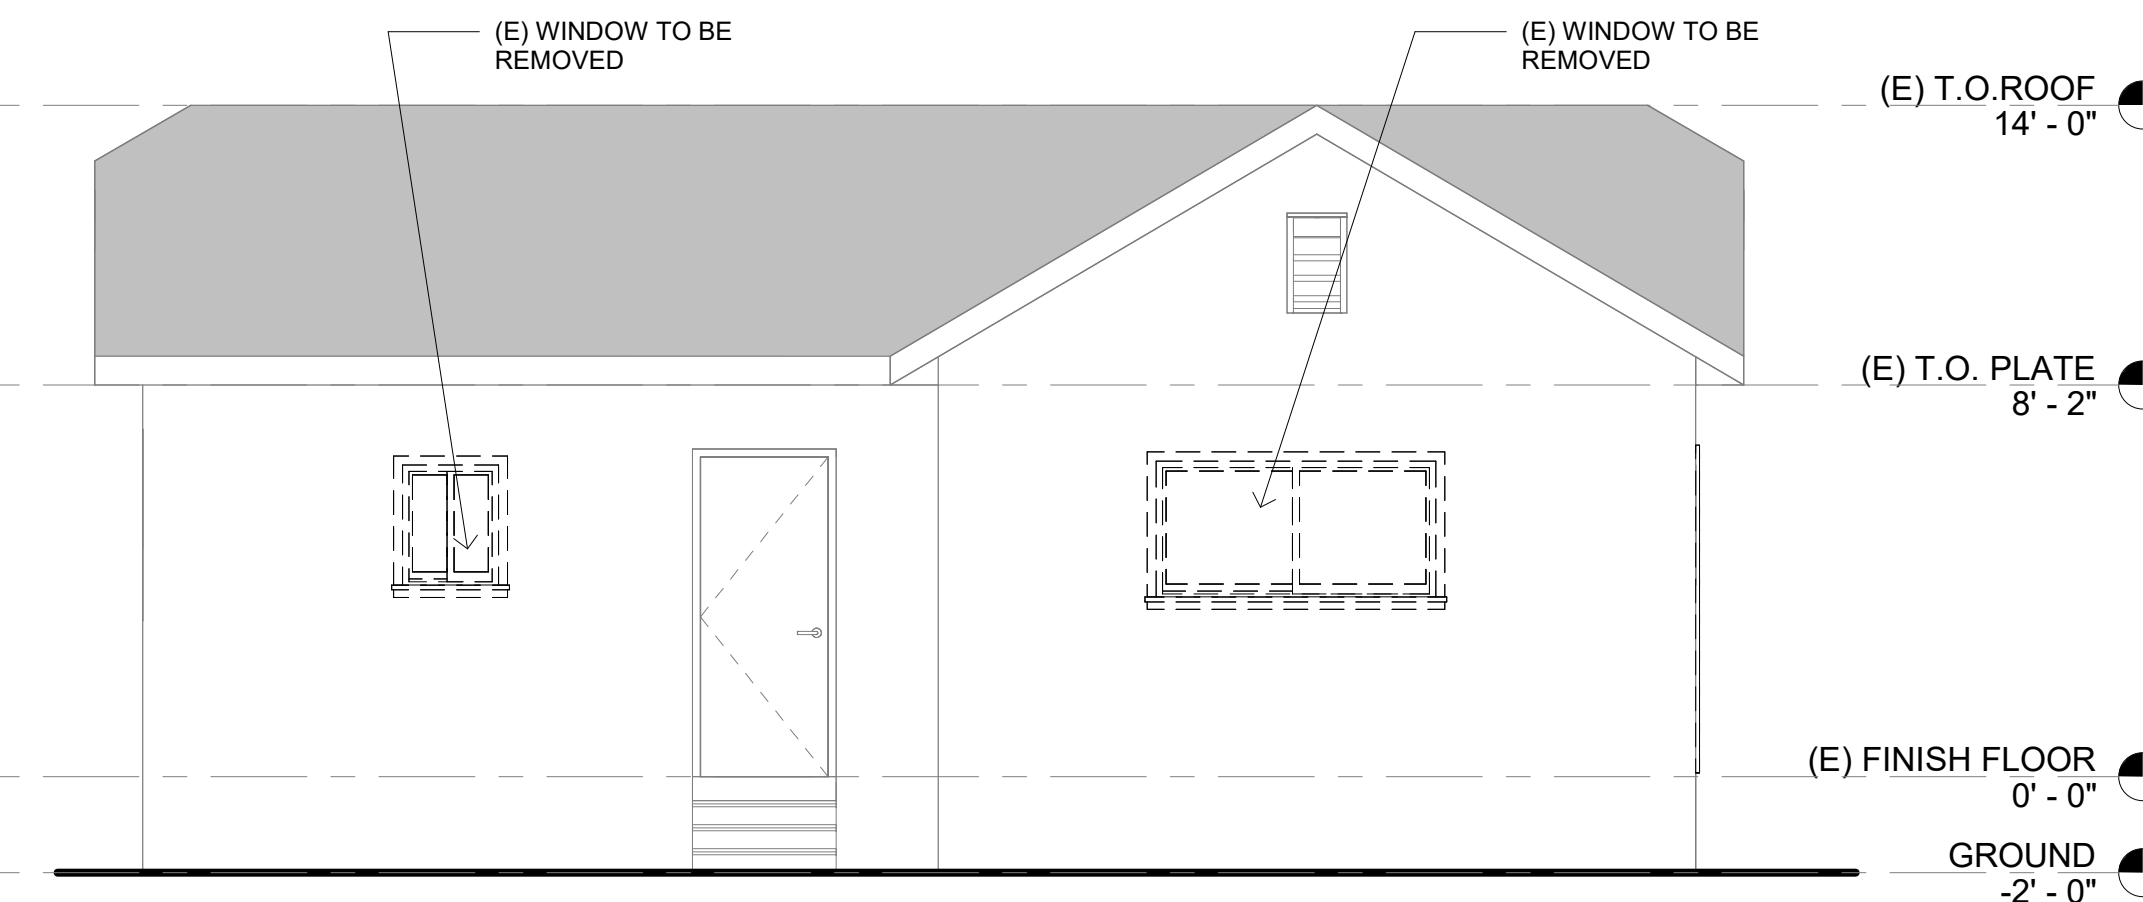 (E) WINDOW TO BE
REMOVED
(E) WINDOW TO BE
REMOVED
(E) T.O.ROOF
14' - 0"
(E) T.O. PLATE
8' - 2"
(E) FINISH FLOOR
0' - 0"
GROUND
-2' - 0"